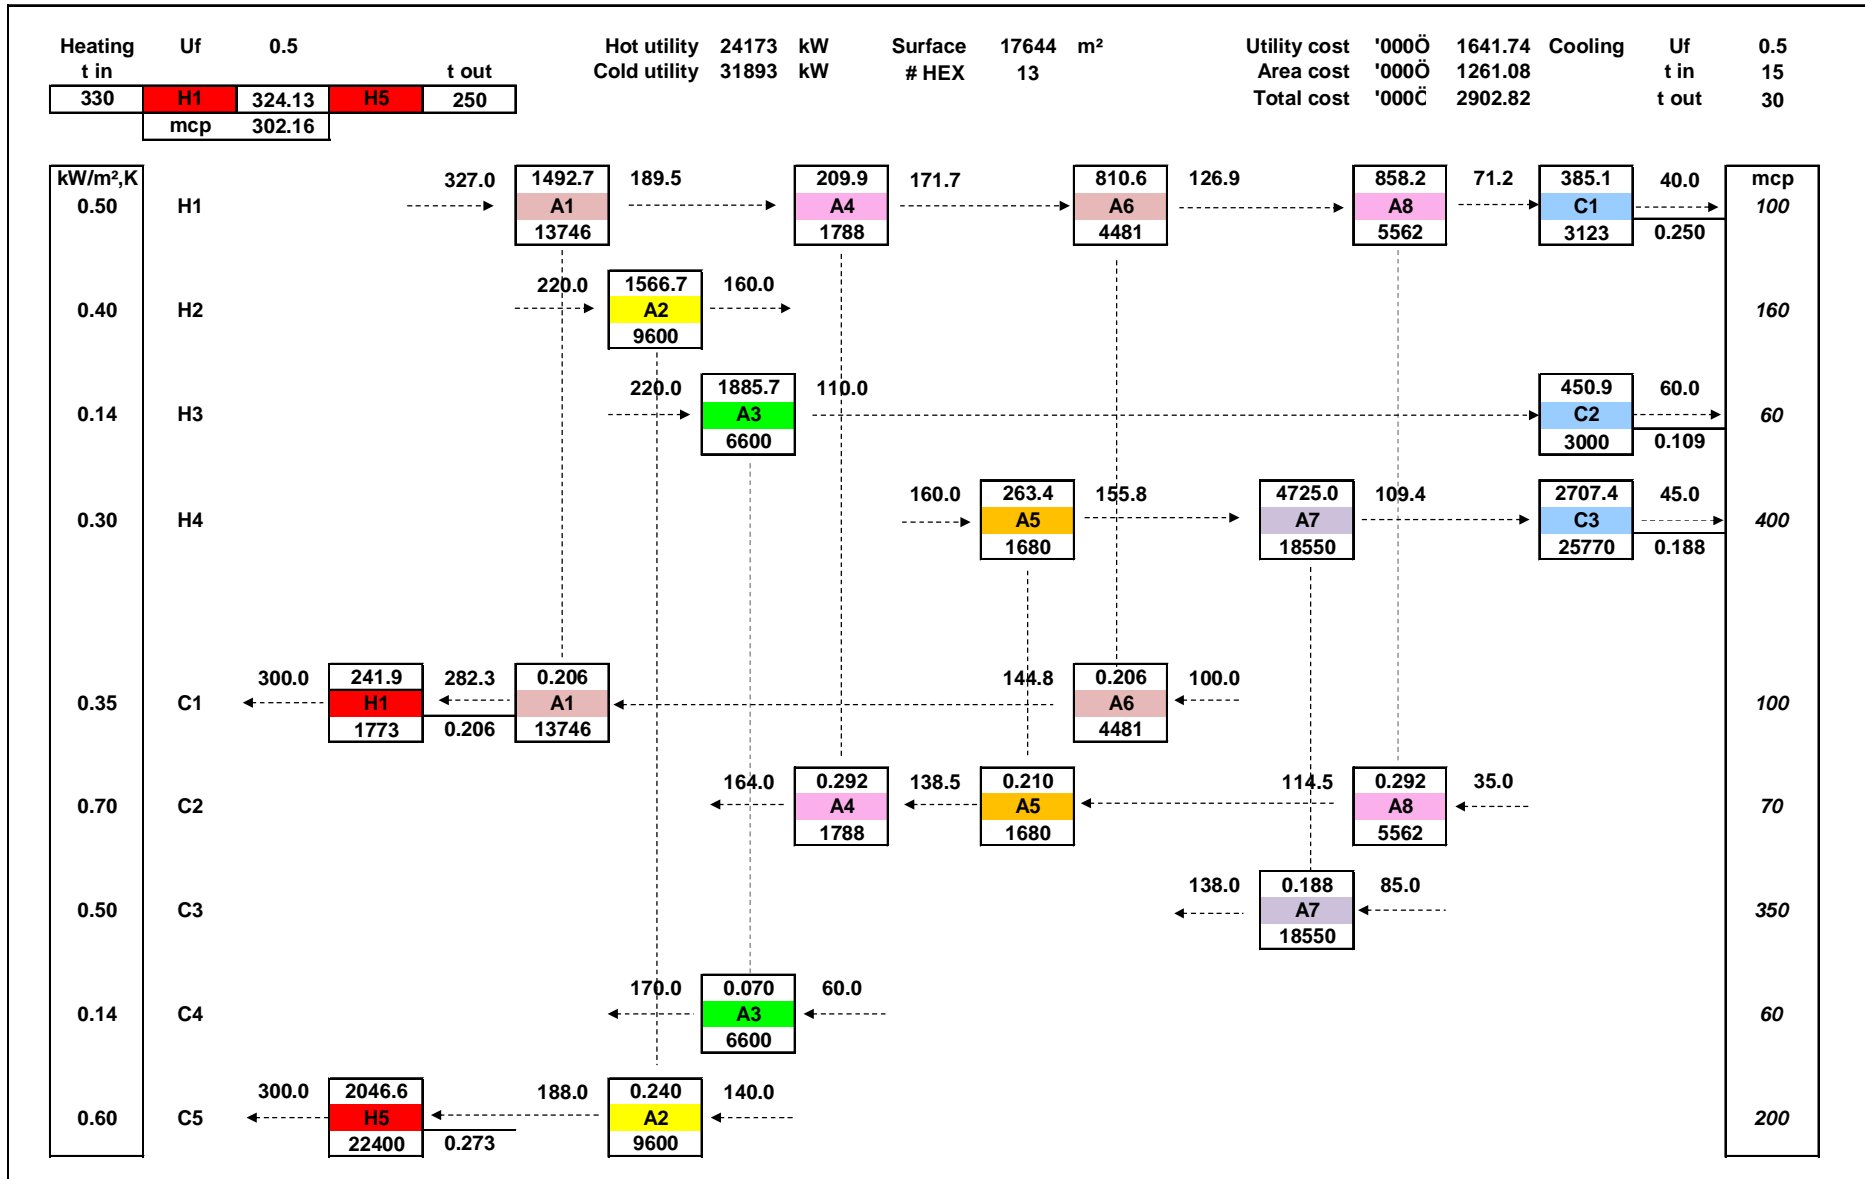 Heating Uf 0.5 Hot utility 24173 kW Surface 17644 m² Utility cost '000Ö 1641.74 Cooling Uf 0.5
t in t out Cold utility 31893 kW # HEX 13 Area cost '000Ö 1261.08 t in 15
330 H1 324.13 H5 250 Total cost '000Ö 2902.82 t out 30
mcp 302.16
kW/m²,K 327.0 1492.7 189.5 209.9 171.7 810.6 126.9 858.2 71.2 385.1 40.0 mcp
0.50 H1 A1 A4 A6 A8 C1 100
13746 1788 4481 5562 3123 0.250
220.0 1566.7 160.0
0.40 H2 A2 160
9600
220.0 1885.7 110.0 450.9 60.0
0.14 H3 A3 C2 60
6600 3000 0.109
160.0 263.4 155.8 4725.0 109.4 2707.4 45.0
0.30 H4 A5 A7 C3 400
1680 18550 25770 0.188
300.0 241.9 282.3 0.206 144.8 0.206 100.0
0.35 C1 H1 A1 A6 100
1773 0.206 13746 4481
164.0 0.292 138.5 0.210 114.5 0.292 35.0
0.70 C2 A4 A5 A8 70
1788 1680 5562
138.0 0.188 85.0
0.50 C3 A7 350
18550
170.0 0.070 60.0
0.14 C4 A3 60
6600
300.0 2046.6 188.0 0.240 140.0
0.60 C5 H5 A2 200
22400 0.273 9600